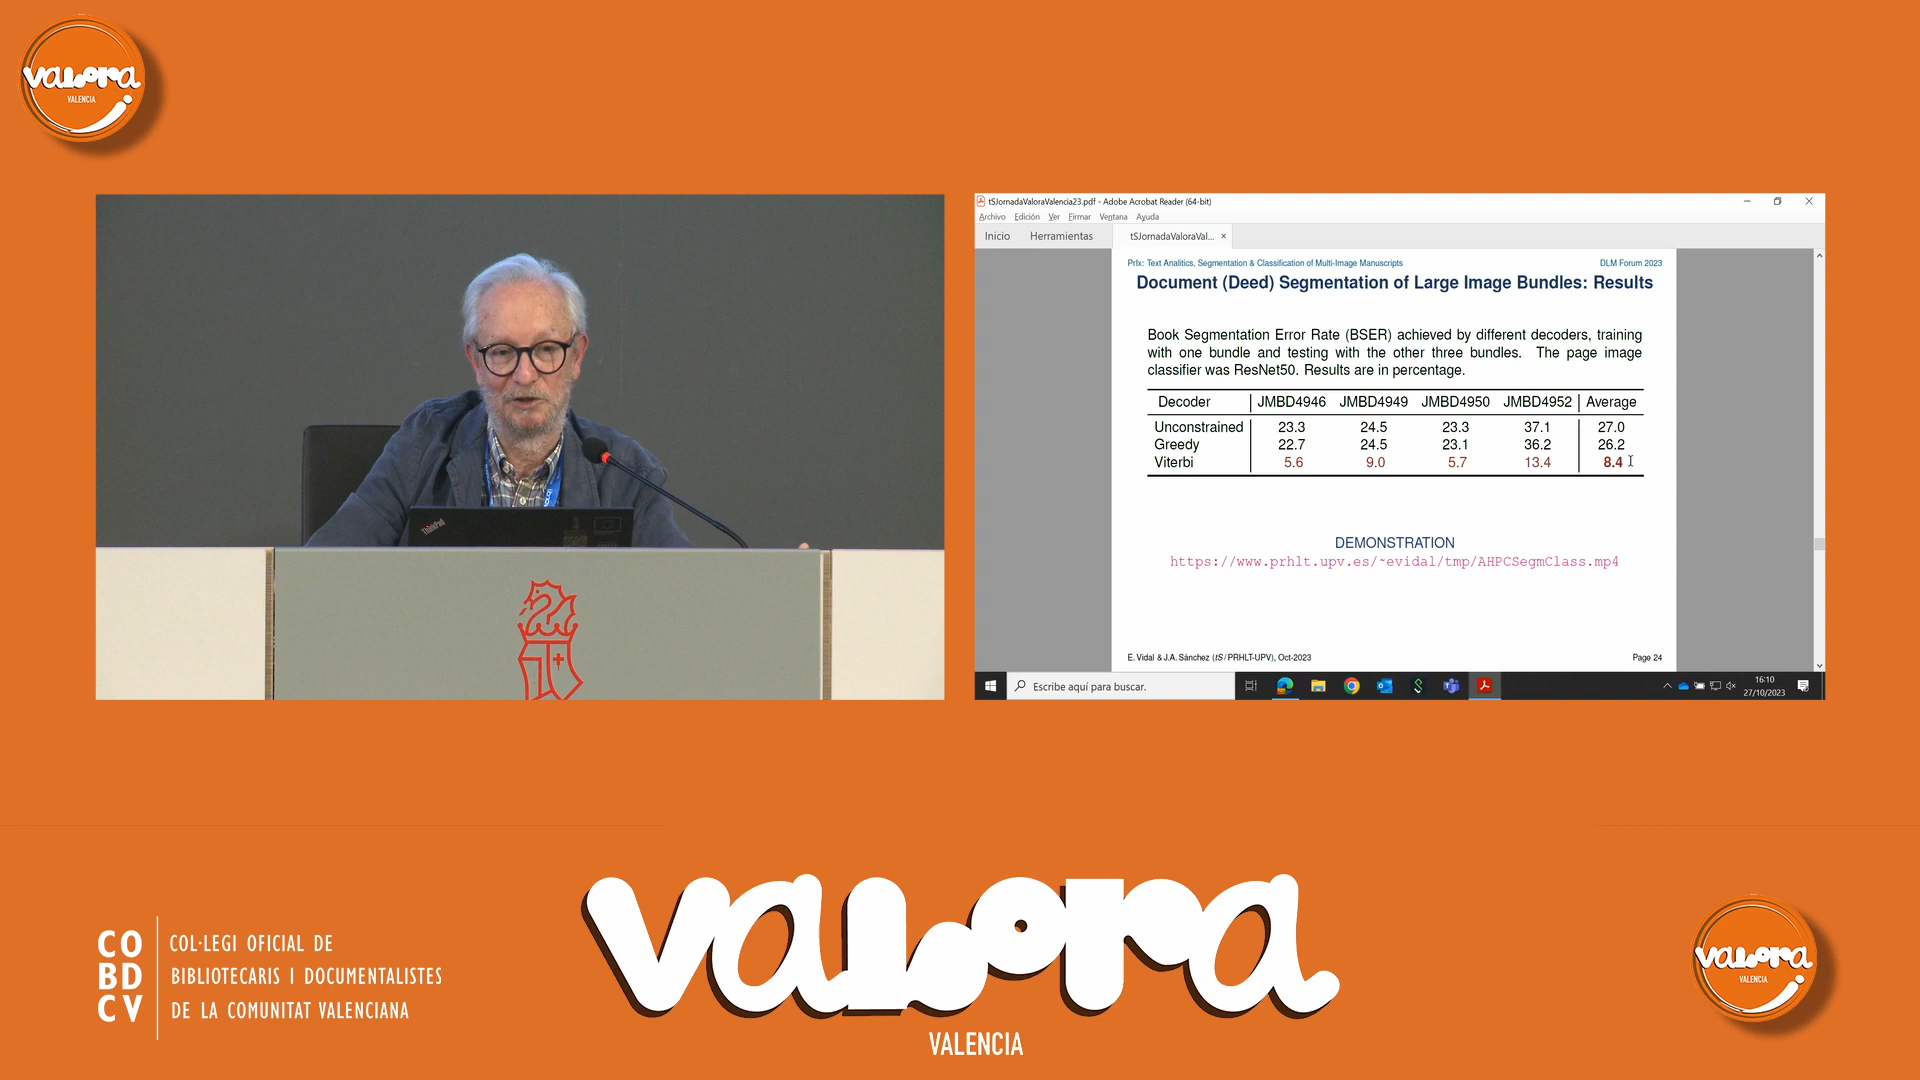 valora
VALENCIA
ThinkPad
tSJornadaValoraValencia23.pdf - Adobe Acrobat Reader (64-bit)
Archivo Edición Ver Firmar Ventana Ayuda
Inicio Herramientas tSJornadaValoraVal... ×
PrIx: Text Analitics, Segmentation & Classification of Multi-Image Manuscripts DLM Forum 2023
Document (Deed) Segmentation of Large Image Bundles: Results
Book Segmentation Error Rate (BSER) achieved by different decoders, training
with one bundle and testing with the other three bundles. The page image
classifier was ResNet50. Results are in percentage.
Decoder JMBD4946 JMBD4949 JMBD4950 JMBD4952 Average
Unconstrained 23.3 24.5 23.3 37.1 27.0
Greedy 22.7 24.5 23.1 36.2 26.2
Viterbi 5.6 9.0 5.7 13.4 8.4
DEMONSTRATION
https://www.prhlt.upv.es/~evidal/tmp/AHPCSegmClass.mp4
E. Vidal & J.A. Sánchez (tS / PRHLT-UPV), Oct-2023 Page 24
Escribe aquí para buscar.
16:10
27/10/2023
CO
BD
CV
COL·LEGI OFICIAL DE
BIBLIOTECARIS I DOCUMENTALISTES
DE LA COMUNITAT VALENCIANA
valora
VALENCIA
valora
VALENCIA